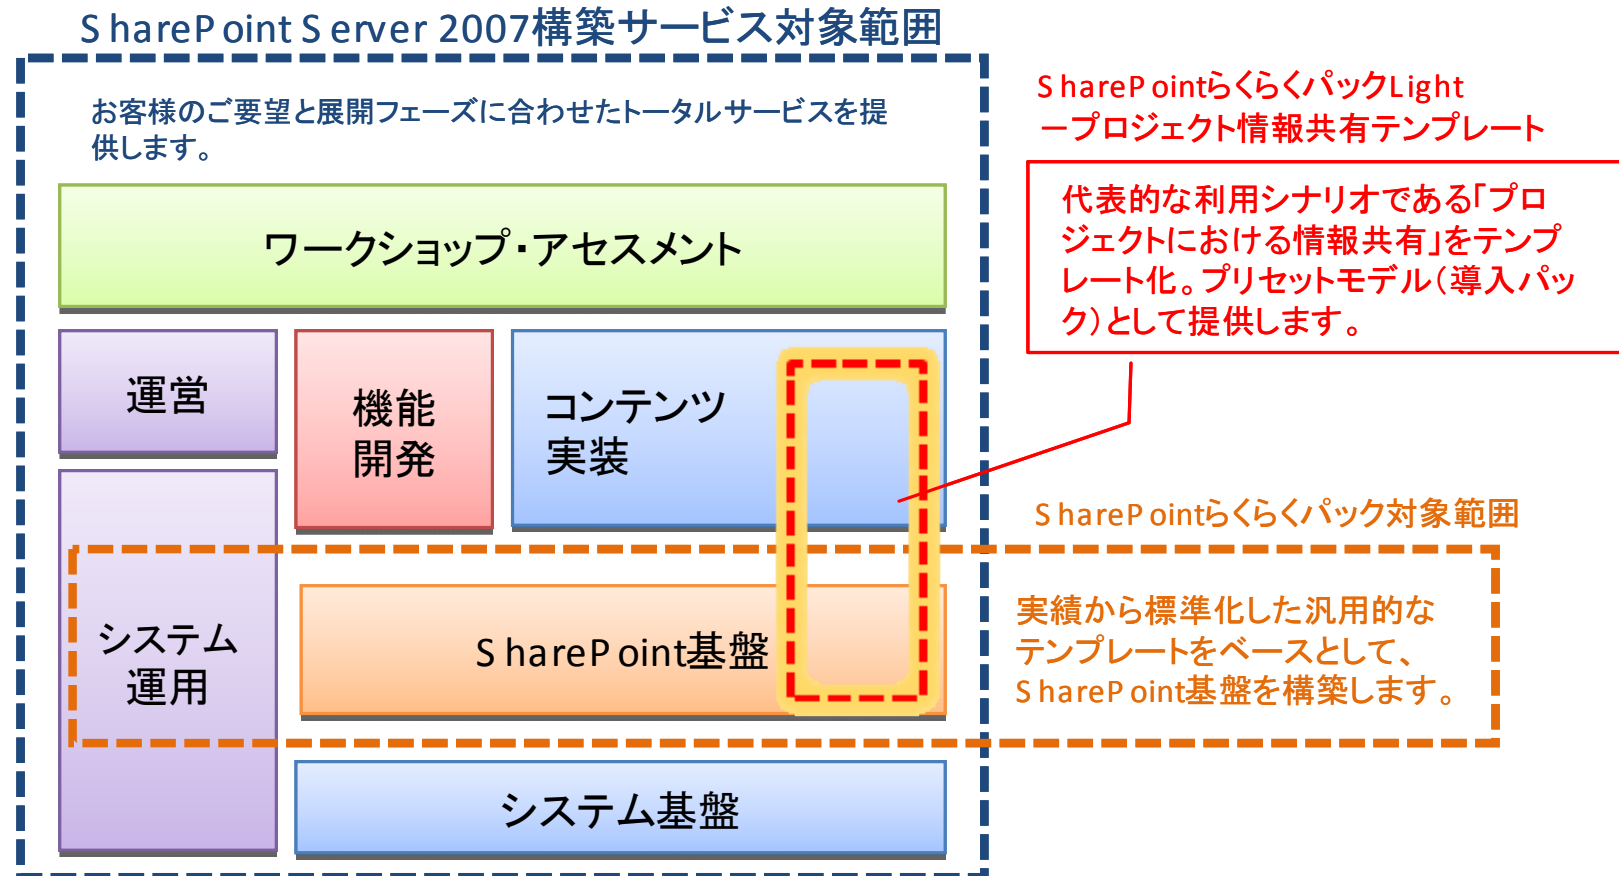 SharePoint Server 2007構築サービス対象範囲
お客様のご要望と展開フェーズに合わせたトータルサービスを提
供します。
ワークショップ・アセスメント
運営
機能
開発
コンテンツ
実装
システム
運用
SharePoint基盤
システム基盤
SharePointらくらくパックLight
－プロジェクト情報共有テンプレート
代表的な利用シナリオである「プロ
ジェクトにおける情報共有」をテンプ
レート化。プリセットモデル（導入パッ
ク）として提供します。
SharePointらくらくパック対象範囲
実績から標準化した汎用的な
テンプレートをベースとして、
SharePoint基盤を構築します。